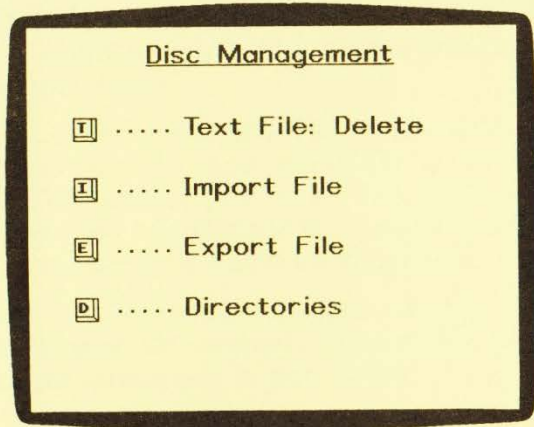 Disc Management
T ..... Text File: Delete
I ..... Import File
E ..... Export File
D ..... Directories